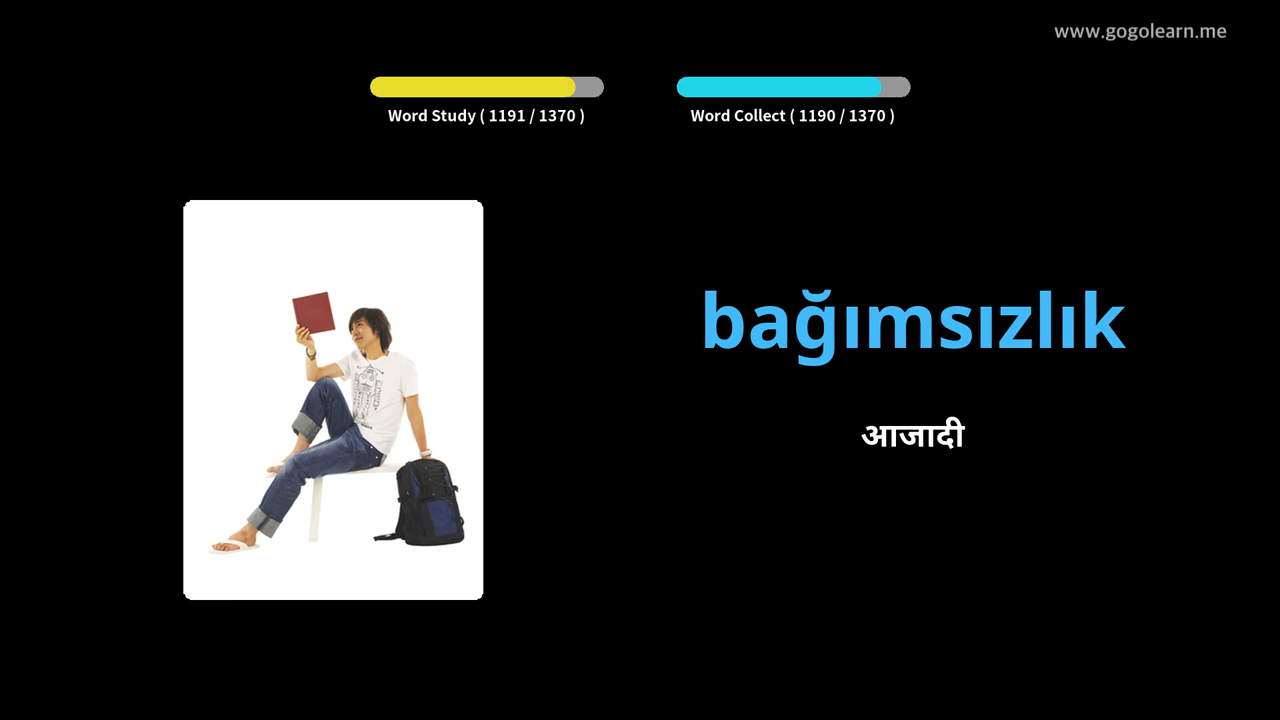 www.gogolearn.me
Word Study ( 1191 / 1370 )
Word Collect ( 1190 / 1370 )
bağımsızlık
आजादी